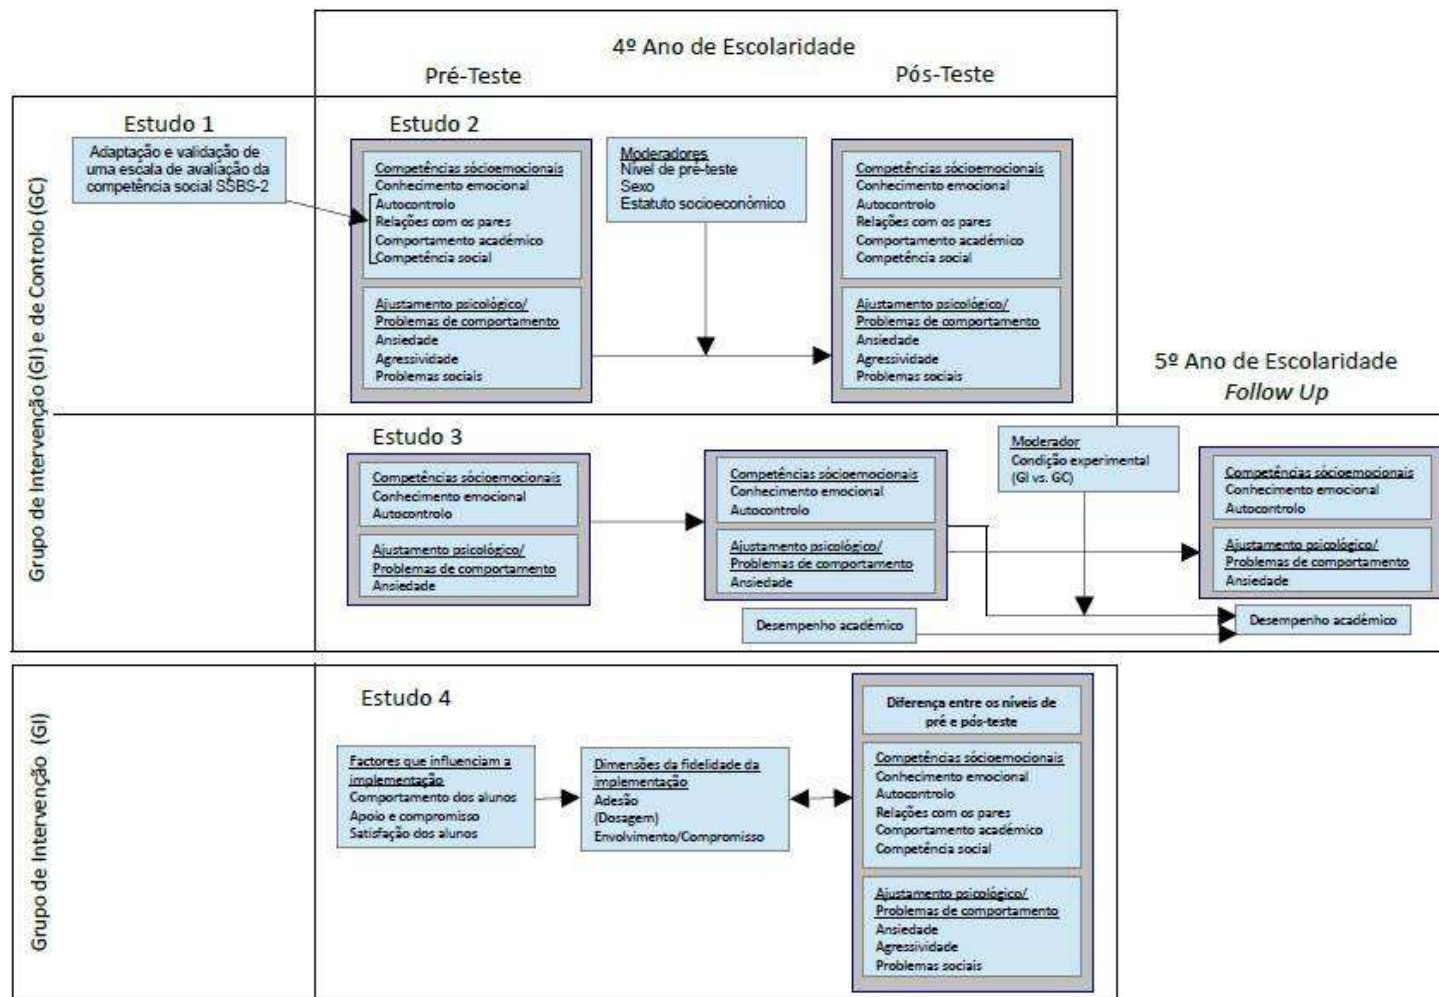 4º Ano de Escolaridade
Pré-Teste
Pós-Teste
Grupo de Intervenção (GI) e de Controlo (GC)
Estudo 1
Adaptação e validação de
uma escala de avaliação da
competência social SSBS-2
Estudo 2
Competências sócioemocionais
Conhecimento emocional
Autocontrolo
Relações com os pares
Comportamento académico
Competência social
Ajustamento psicológico/
Problemas de comportamento
Ansiedade
Agressividade
Problemas sociais
Moderadores
Nível de pré-teste
Sexo
Estatuto socioeconómico
Competências sócioemocionais
Conhecimento emocional
Autocontrolo
Relações com os pares
Comportamento académico
Competência social
Ajustamento psicológico/
Problemas de comportamento
Ansiedade
Agressividade
Problemas sociais
5º Ano de Escolaridade
Follow Up
Estudo 3
Competências sócioemocionais
Conhecimento emocional
Autocontrolo
Ajustamento psicológico/
Problemas de comportamento
Ansiedade
Competências sócioemocionais
Conhecimento emocional
Autocontrolo
Ajustamento psicológico/
Problemas de comportamento
Ansiedade
Desempenho académico
Moderador
Condição experimental
(GI vs. GC)
Competências sócioemocionais
Conhecimento emocional
Autocontrolo
Ajustamento psicológico/
Problemas de comportamento
Ansiedade
Desempenho académico
Grupo de Intervenção (GI)
Estudo 4
Factores que influenciam a
implementação
Comportamento dos alunos
Apoio e compromisso
Satisfação dos alunos
Dimensões da fidelidade da
implementação
Adesão
(Dosagem)
Envolvimento/Compromisso
Diferença entre os níveis de
pré e pós-teste
Competências sócioemocionais
Conhecimento emocional
Autocontrolo
Relações com os pares
Comportamento académico
Competência social
Ajustamento psicológico/
Problemas de comportamento
Ansiedade
Agressividade
Problemas sociais